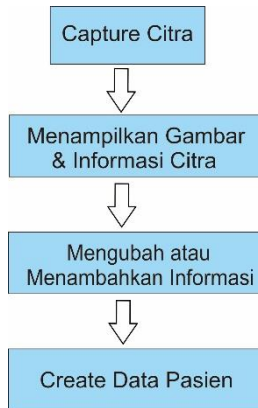 Capture Citra
Menampilkan Gambar
& Informasi Citra
Mengubah atau
Menambahkan Informasi
Create Data Pasien